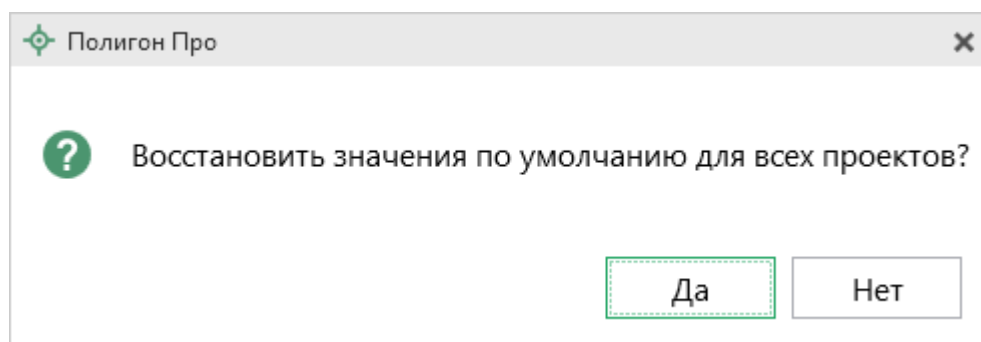 Полигон Про
Восстановить значения по умолчанию для всех проектов?
Да Нет